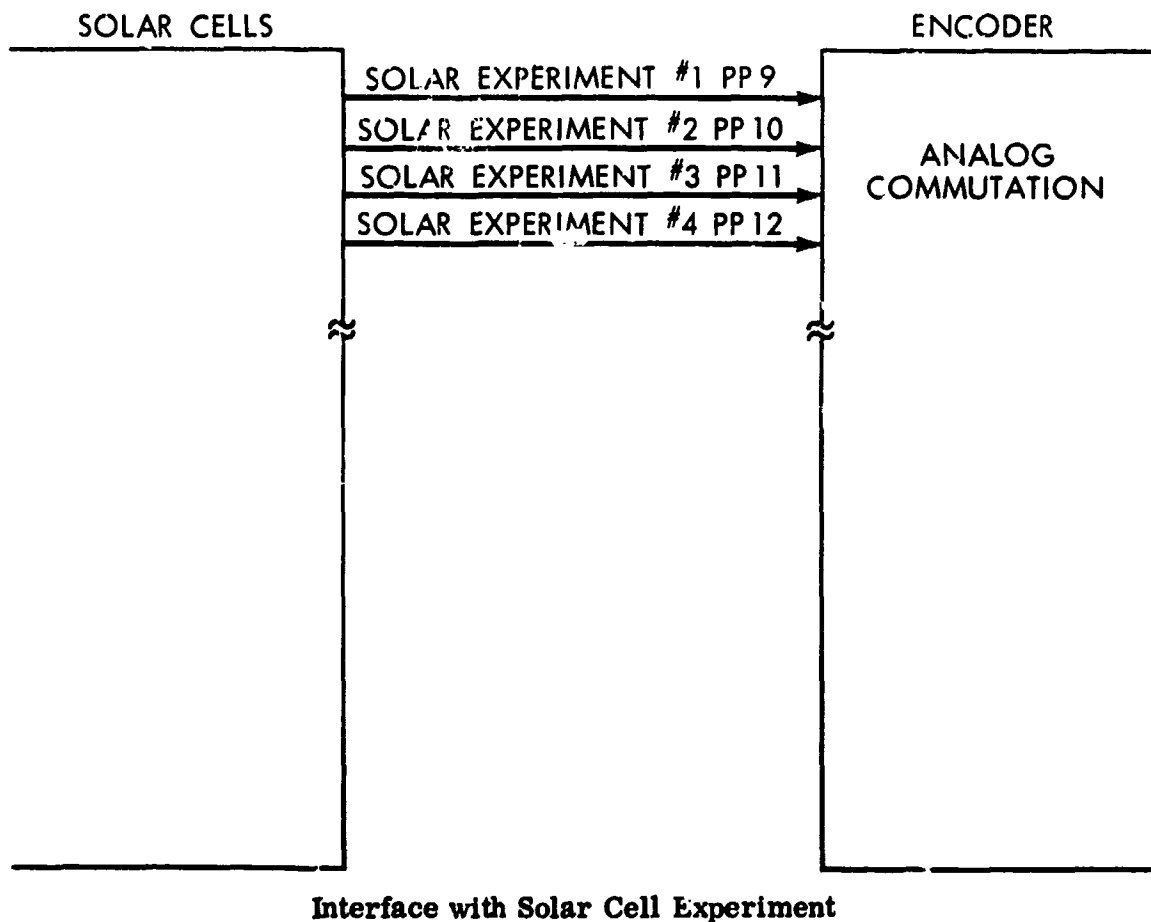 SOLAR CELLS
ENCODER
SOLAR EXPERIMENT #1 PP 9
SOLAR EXPERIMENT #2 PP 10
SOLAR EXPERIMENT #3 PP 11
SOLAR EXPERIMENT #4 PP 12
ANALOG
COMMUTATION
Interface with Solar Cell Experiment